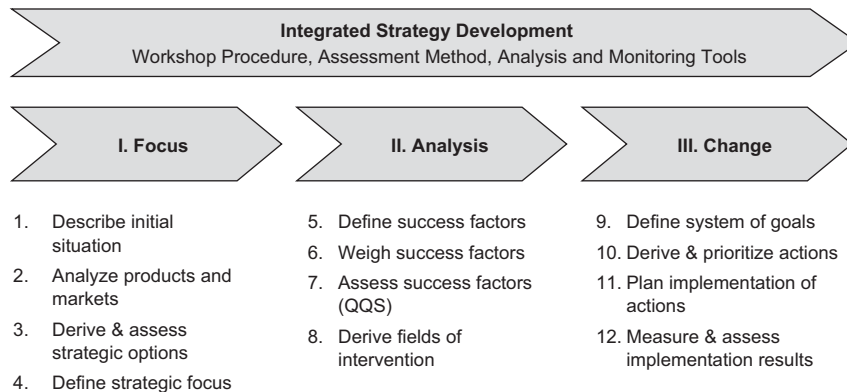 Integrated Strategy Development
Workshop Procedure, Assessment Method, Analysis and Monitoring Tools
I. Focus
1. Describe initial
situation
2. Analyze products and
markets
3. Derive & assess
strategic options
4. Define strategic focus
II. Analysis
5. Define success factors
6. Weigh success factors
7. Assess success factors
(QQS)
8. Derive fields of
intervention
III. Change
9. Define system of goals
10. Derive & prioritize actions
11. Plan implementation of
actions
12. Measure & assess
implementation results